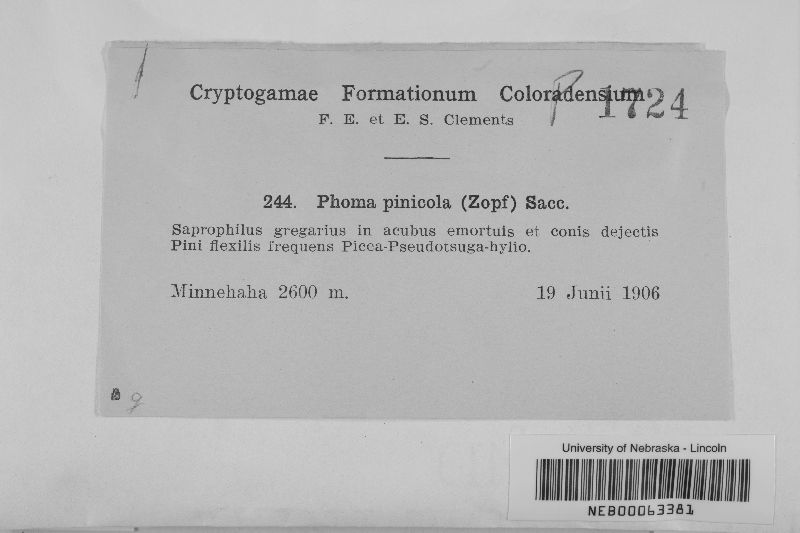 Cryptogamae Formationum Coloradensium
P 1724
F. E. et E. S. Clements
244. Phoma pinicola (Zopf) Sacc.
Saprophilus gregarius in acubus emortuis et conis dejectis
Pini flexilis frequens Picea-Pseudotsuga-hylio.
Minnehaha 2600 m. 19 Junii 1906
g
University of Nebraska - Lincoln
NEB00063381